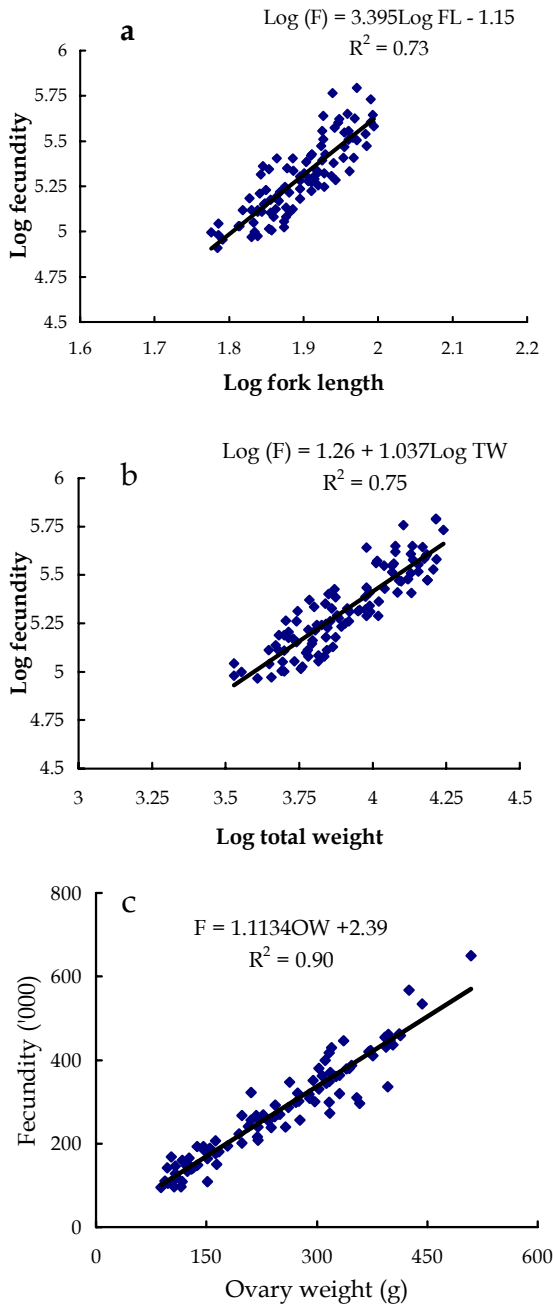 a
Log (F) = 3.395Log FL - 1.15
R² = 0.73
6
5.75
5.5
5.25
5
4.75
4.5
Log fecundity
1.6 1.7 1.8 1.9 2 2.1 2.2
Log fork length
b
Log (F) = 1.26 + 1.037Log TW
R² = 0.75
6
5.75
5.5
5.25
5
4.75
4.5
Log fecundity
3 3.25 3.5 3.75 4 4.25 4.5
Log total weight
c
F = 1.1134OW +2.39
R² = 0.90
800
600
400
200
0
Fecundity ('000)
0 150 300 450 600
Ovary weight (g)